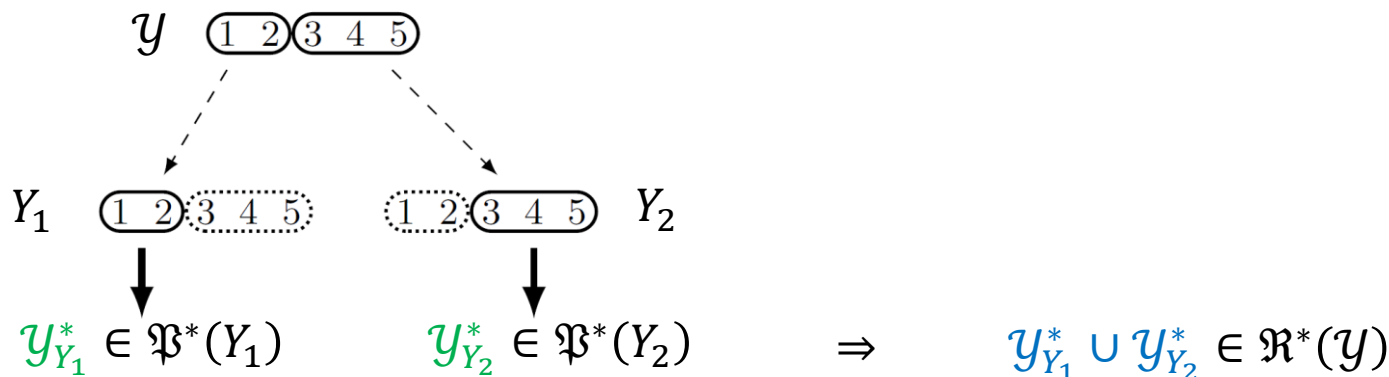 𝒴 1 2 3 4 5
Y₁ 1 2 3 4 5 1 2 3 4 5 Y₂
𝒴*_{Y₁} ∈ 𝔓*(Y₁) 𝒴*_{Y₂} ∈ 𝔓*(Y₂) ⇒ 𝒴*_{Y₁} ∪ 𝒴*_{Y₂} ∈ ℜ*(𝒴)